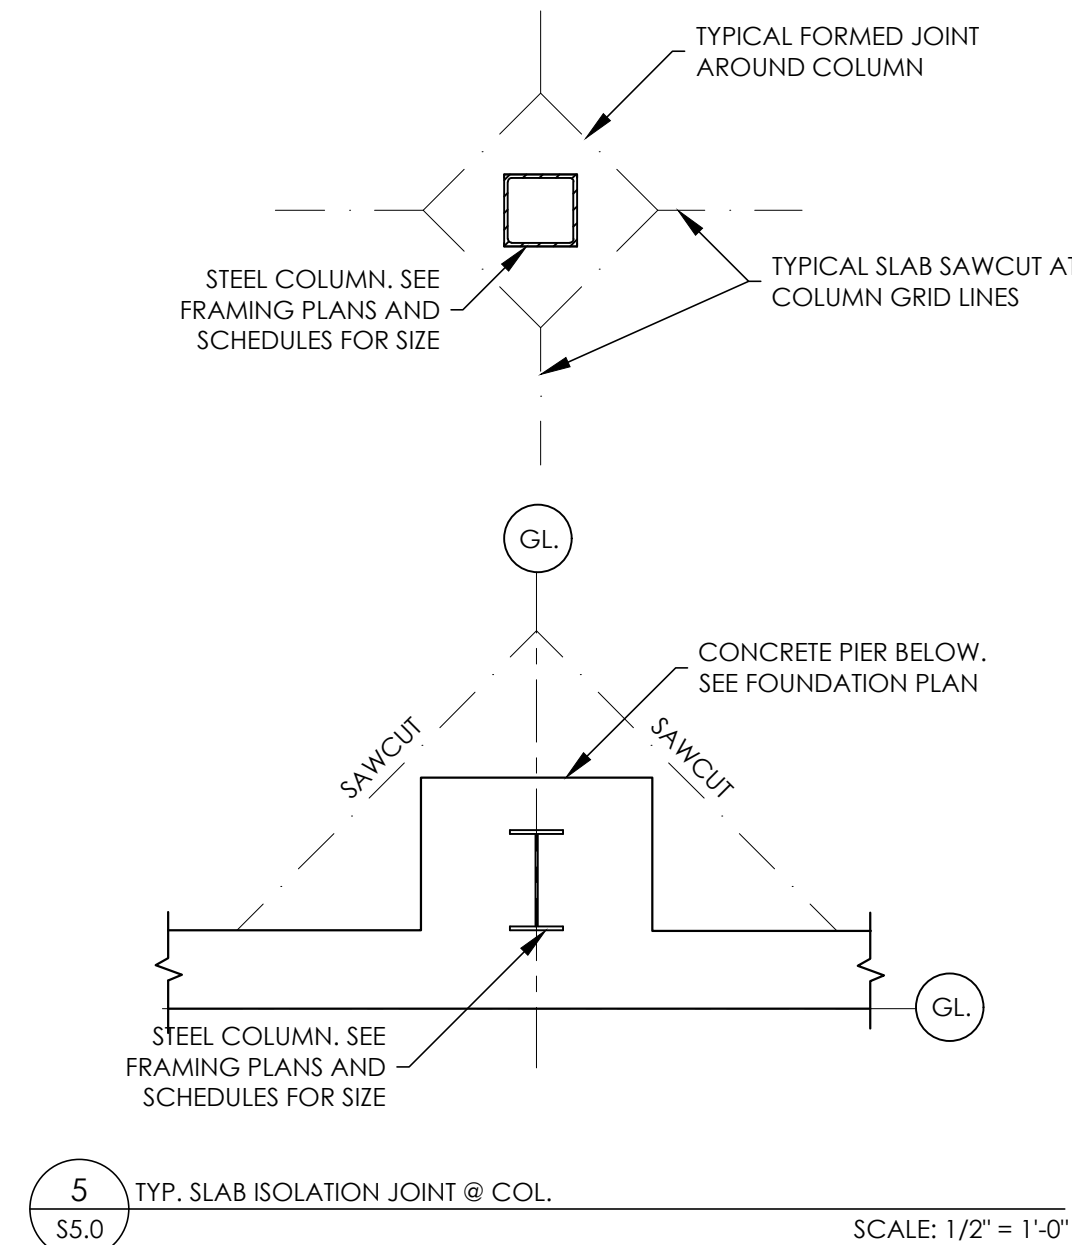 TYPICAL FORMED JOINT
AROUND COLUMN
TYPICAL SLAB SAWCUT AT
COLUMN GRID LINES
STEEL COLUMN. SEE
FRAMING PLANS AND
SCHEDULES FOR SIZE
GL.
CONCRETE PIER BELOW.
SEE FOUNDATION PLAN
SAWCUT
SAWCUT
GL.
STEEL COLUMN. SEE
FRAMING PLANS AND
SCHEDULES FOR SIZE
5
TYP. SLAB ISOLATION JOINT @ COL.
S5.0
SCALE: 1/2" = 1'-0"